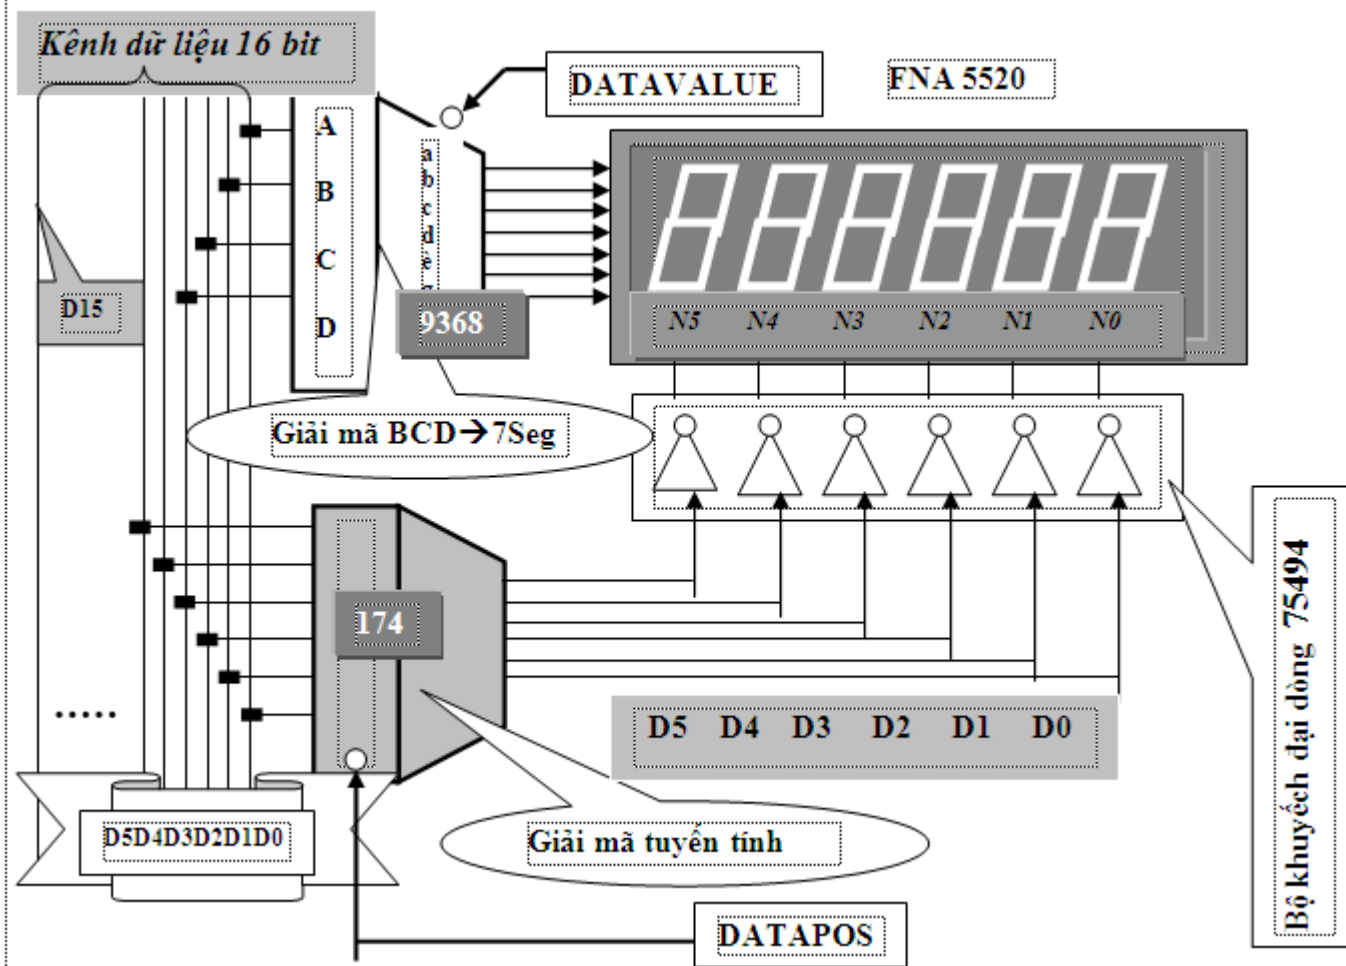 Kênh dữ liệu 16 bit
DATAVALUE
FNA 5520
A
B
C
D
a
b
c
d
è
9368
D15
N5 N4 N3 N2 N1 N0
Giải mã BCD→7Seg
174
D5 D4 D3 D2 D1 D0
.....
D5D4D3D2D1D0
Giải mã tuyến tính
DATAPOS
Bộ khuyếch đại dòng 75494